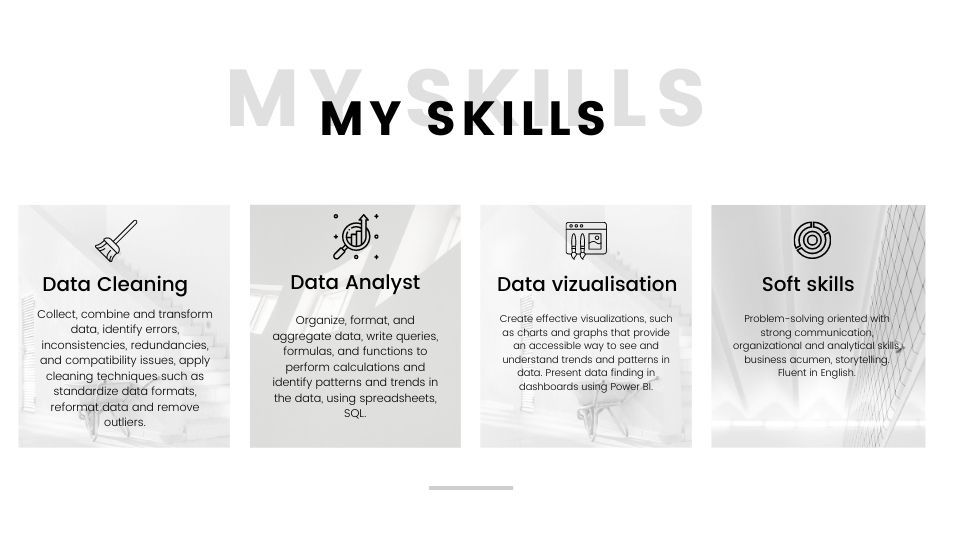 MY SKILLS
MY SKILLS
Data Cleaning
Collect, combine and transform
data, identify errors,
inconsistencies, redundancies,
and compatibility issues, apply
cleaning techniques such as
standardize data formats,
reformat data and remove
outliers.
Data Analyst
Organize, format, and
aggregate data, write queries,
formulas, and functions to
perform calculations and
identify patterns and trends in
the data, using spreadsheets,
SQL.
Data vizualisation
Create effective visualizations, such
as charts and graphs that provide
an accessible way to see and
understand trends and patterns in
data. Present data finding in
dashboards using Power BI.
Soft skills
Problem-solving oriented with
strong communication,
organizational and analytical skills,
business acumen, storytelling.
Fluent in English.